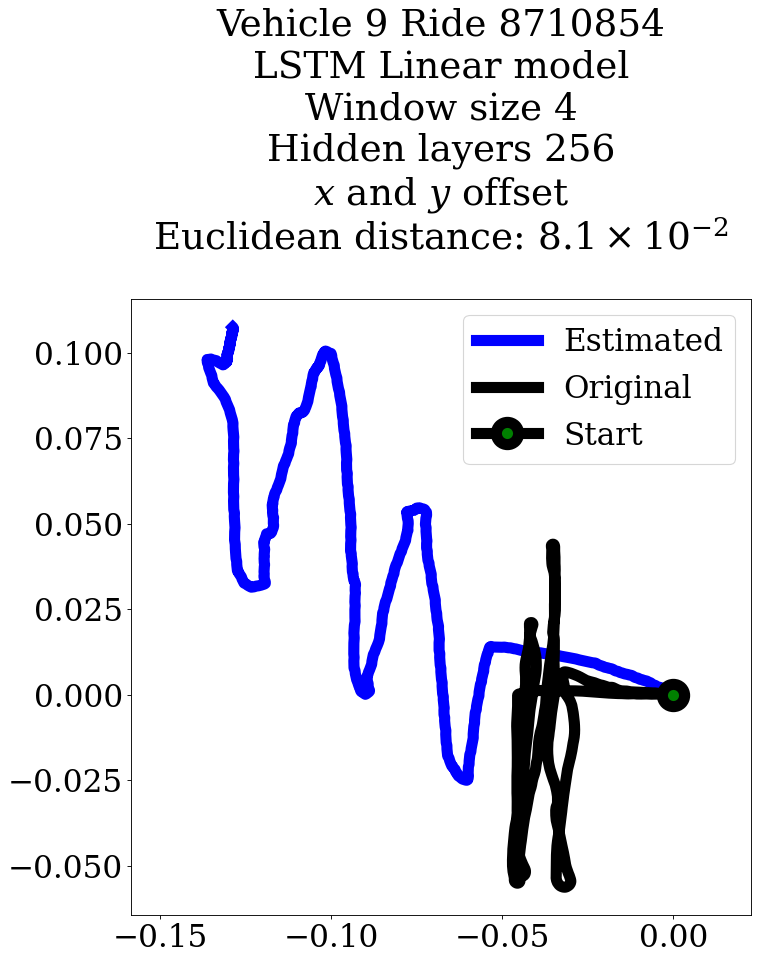 Vehicle 9 Ride 8710854
LSTM Linear model
Window size 4
Hidden layers 256
x and y offset
Euclidean distance: 8.1 × 10⁻²
Estimated
Original
Start
0.100
0.075
0.050
0.025
0.000
−0.025
−0.050
−0.15 −0.10 −0.05 0.00